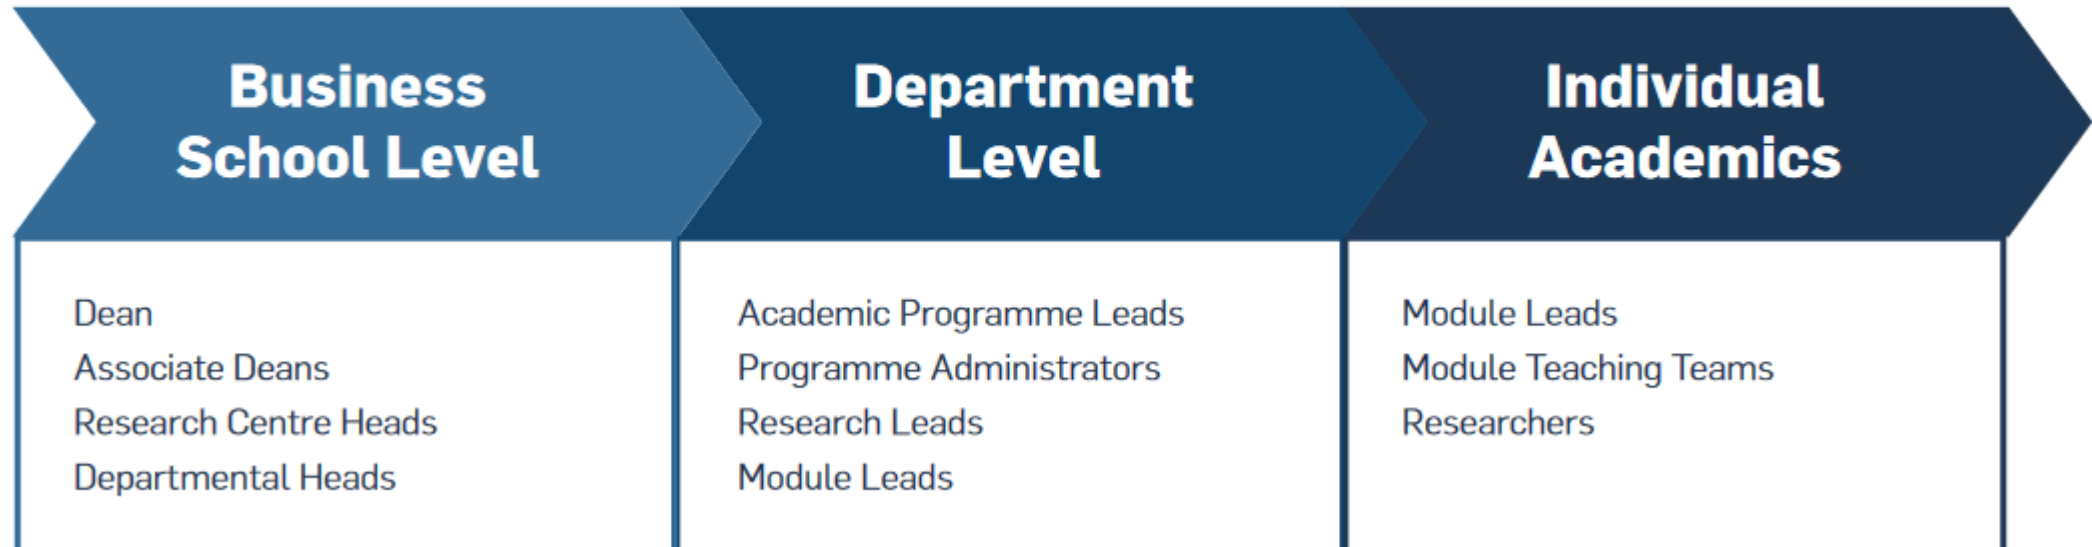 Business
School Level
Dean
Associate Deans
Research Centre Heads
Departmental Heads
Department
Level
Academic Programme Leads
Programme Administrators
Research Leads
Module Leads
Individual
Academics
Module Leads
Module Teaching Teams
Researchers